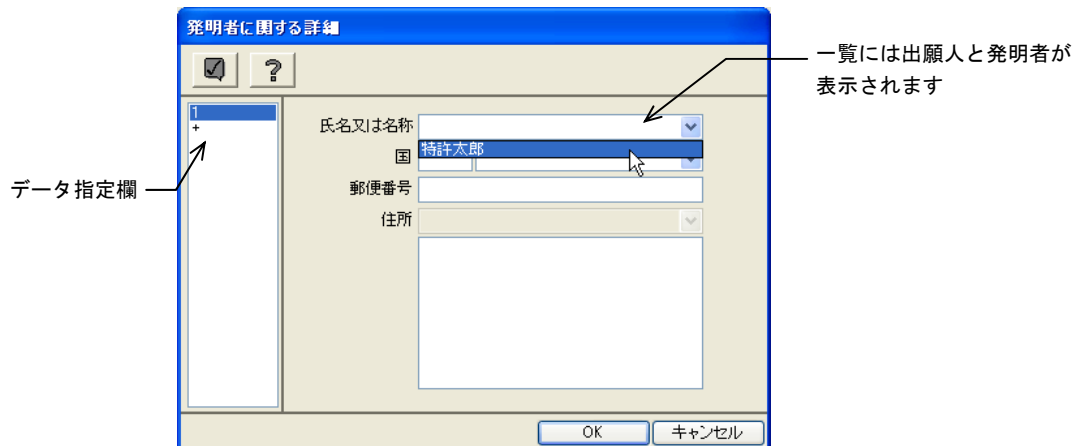 発明者に関する詳細
?
一覧には出願人と発明者が
表示されます
1
+
氏名又は名称
特許太郎
国
データ指定欄
郵便番号
住所
OK
キャンセル